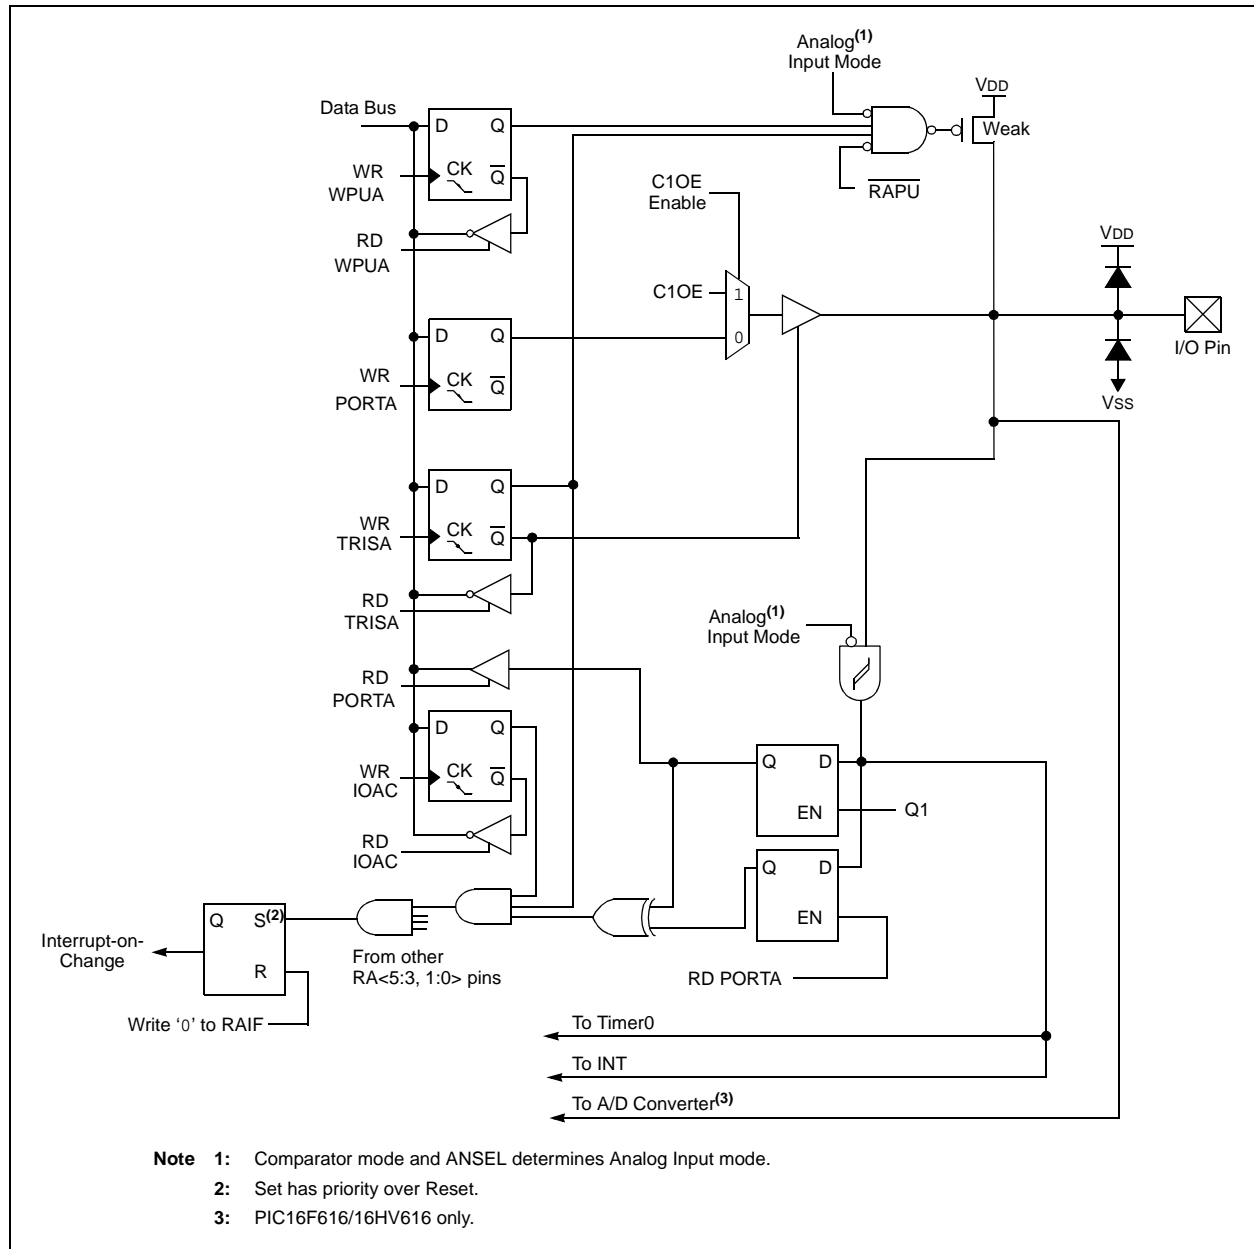 Analog(1)
Input Mode
VDD
Data Bus
D Q
Weak
WR
WPUA
CK Q
C1OE
Enable
RAPU
RD
WPUA
VDD
C1OE
1
D Q
0
I/O Pin
WR
PORTA
CK Q
VSS
D Q
WR
TRISA
CK Q
RD
TRISA
Analog(1)
Input Mode
RD
PORTA
D Q
Q D
WR
IOAC
CK Q
EN
Q1
RD
IOAC
Q D
EN
Q S(2)
R
Interrupt-on-
Change
From other
RA<5:3, 1:0> pins
RD PORTA
Write ‘0’ to RAIF
To Timer0
To INT
To A/D Converter(3)
Note 1: Comparator mode and ANSEL determines Analog Input mode.
2: Set has priority over Reset.
3: PIC16F616/16HV616 only.